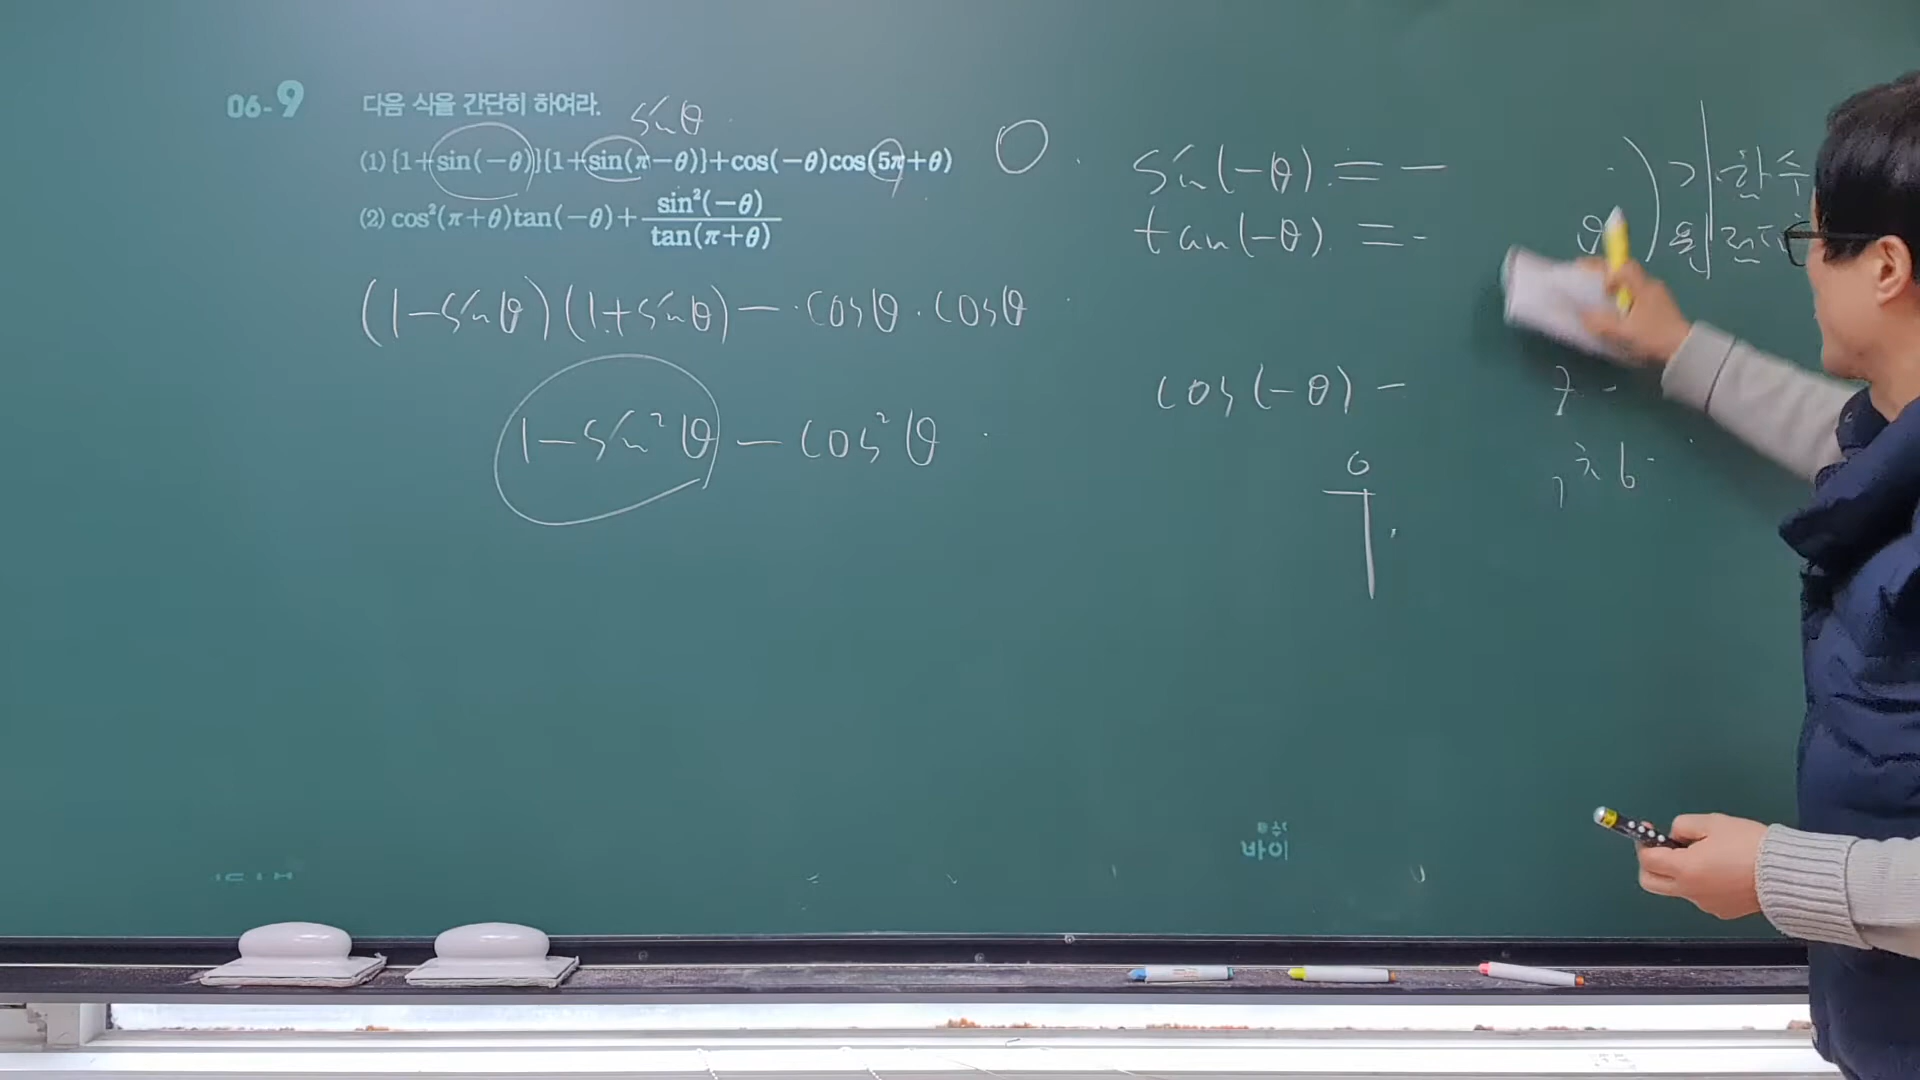 06-9 다음 식을 간단히 하여라.
sinθ
(1) {1+sin(-θ)}{1+sin(π-θ)}+cos(-θ)cos(5π+θ) 0
(2) cos²(π+θ)tan(-θ)+ sin²(-θ) / tan(π+θ)
(1-sinθ)(1+sinθ)-·cosθ·cosθ
1-sin²θ-cos²θ
sin(-θ)=-
tan(-θ)=-
θ
cos(-θ)-
바이